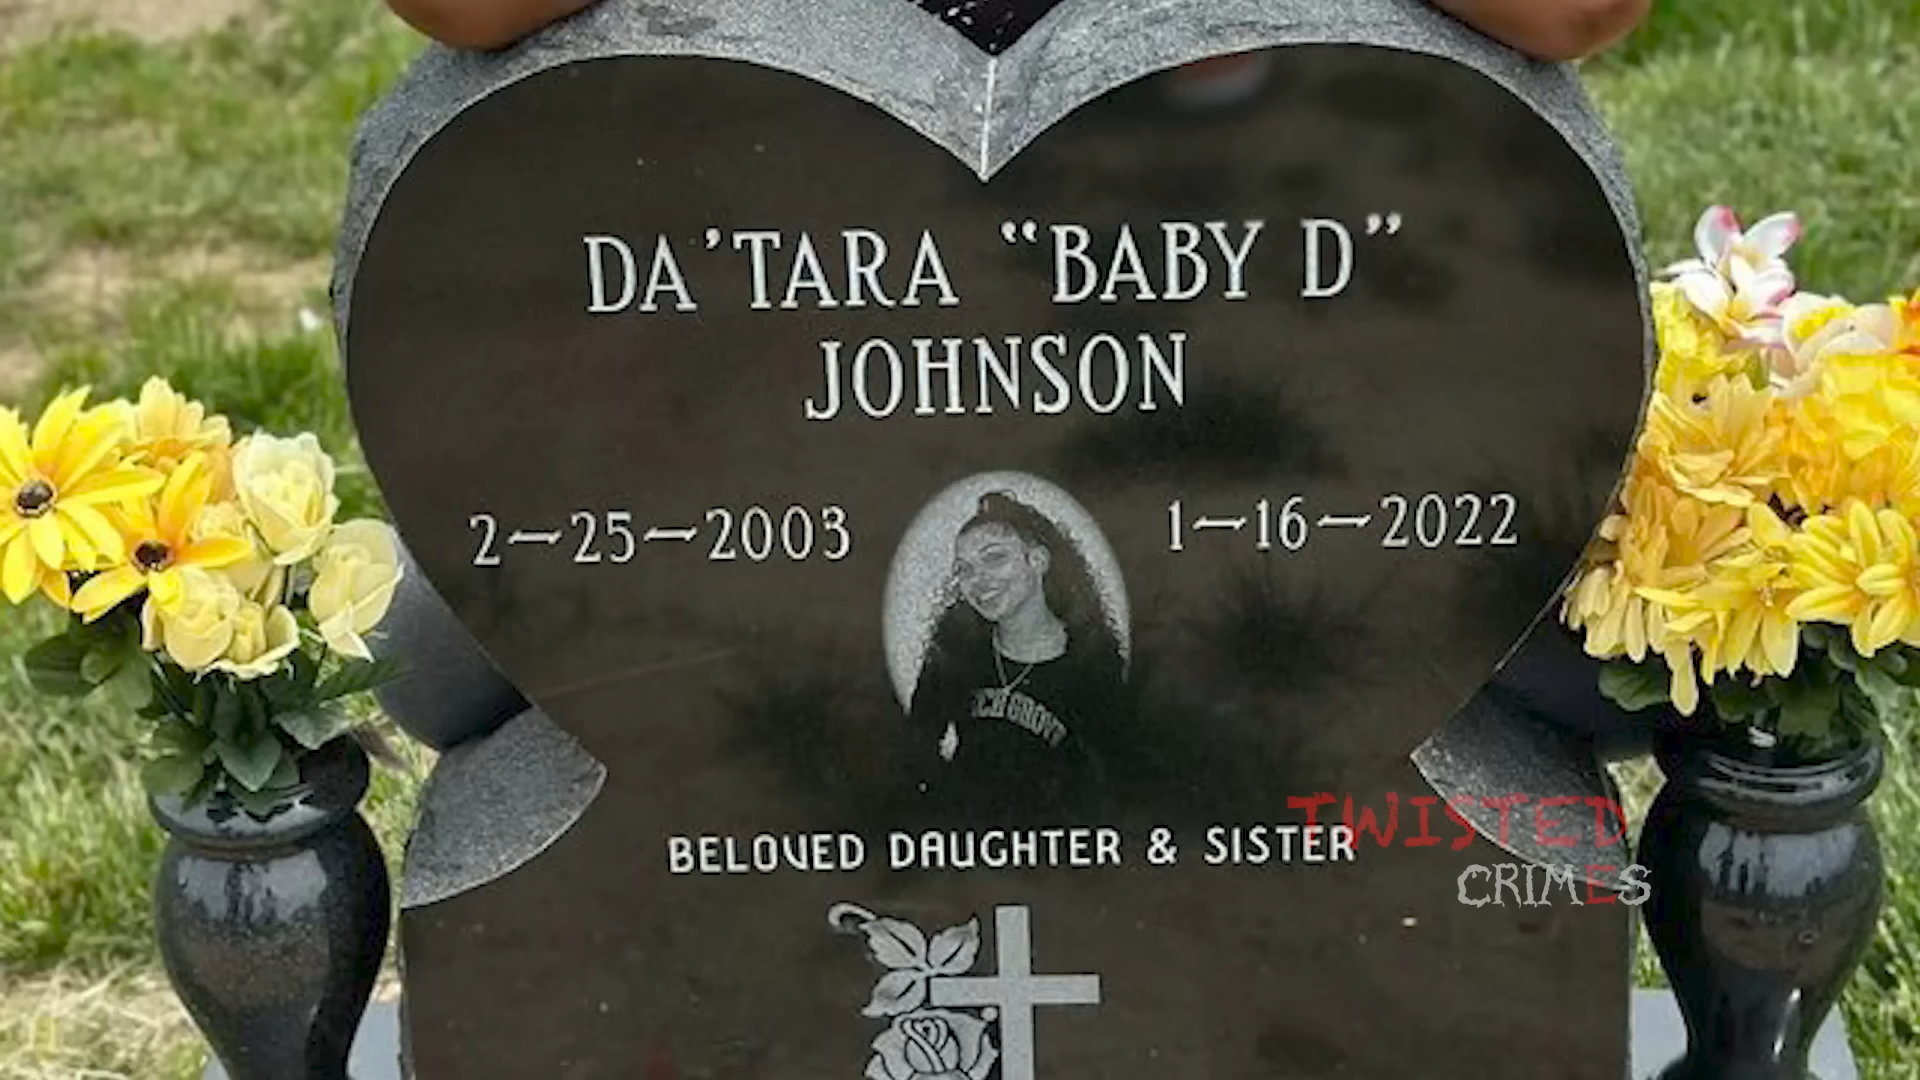 DA'TARA “BABY D”
JOHNSON
2-25-2003
1-16-2022
BELOVED DAUGHTER & SISTER
TWISTED
CRIMES